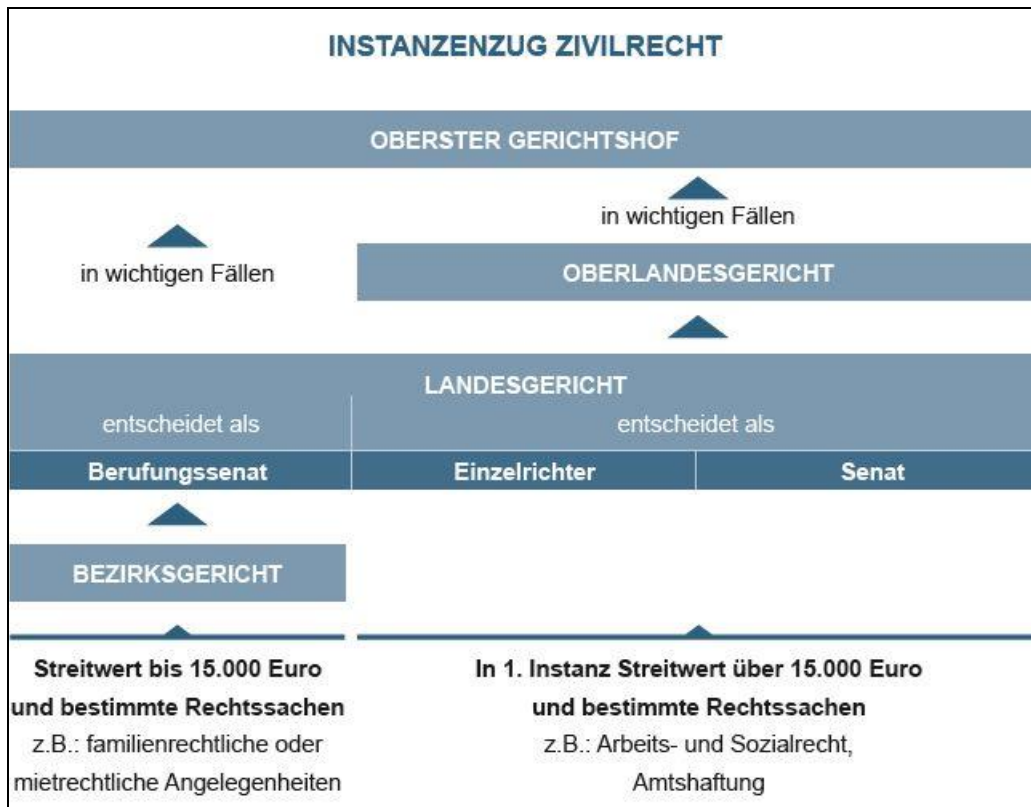 INSTANZENZUG ZIVILRECHT
OBERSTER GERICHTSHOF
in wichtigen Fällen
in wichtigen Fällen
OBERLANDESGERICHT
LANDESGERICHT
entscheidet als
entscheidet als
Berufungssenat
Einzelrichter
Senat
BEZIRKSGERICHT
Streitwert bis 15.000 Euro
und bestimmte Rechtssachen
z.B.: familienrechtliche oder
mietrechtliche Angelegenheiten
In 1. Instanz Streitwert über 15.000 Euro
und bestimmte Rechtssachen
z.B.: Arbeits- und Sozialrecht,
Amtshaftung